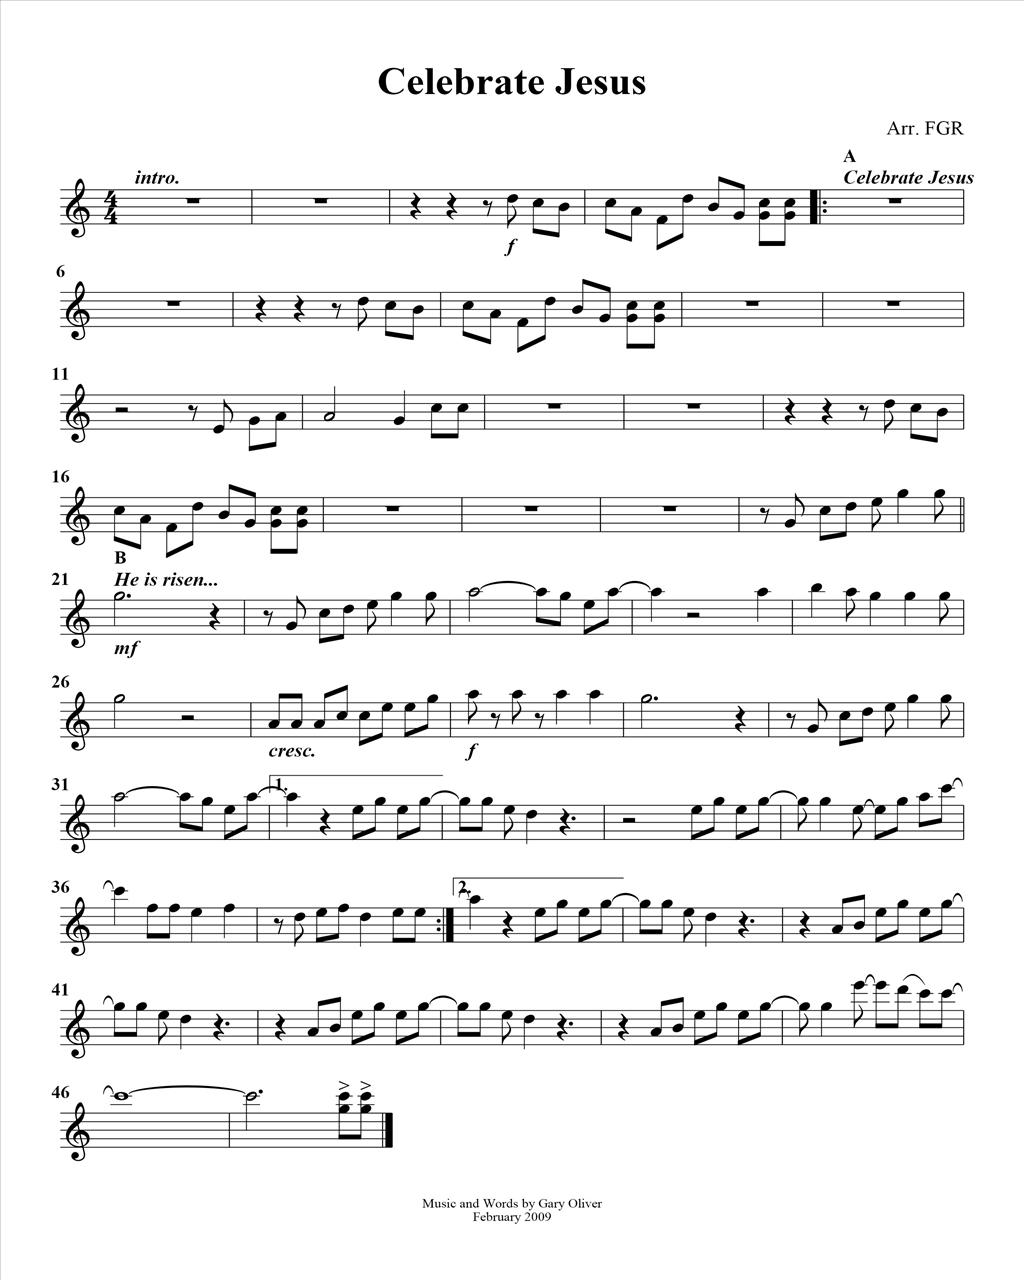 Celebrate Jesus
Arr. FGR
A
intro.
Celebrate Jesus
4
4
f
6
11
16
B
21
He is risen...
mf
26
cresc.
f
31
1.
36
2.
41
46
Music and Words by Gary Oliver
February 2009